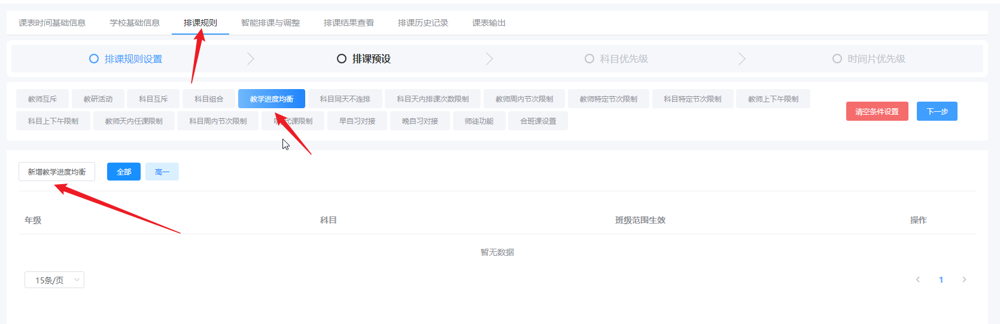 课表时间基础信息 学校基础信息 排课规则 智能排课与调整 排课结果查看 排课历史记录 课表输出
排课规则设置 排课预设 科目优先级 时间片优先级
教师互斥 教研活动 科目互斥 科目组合 教学进度均衡 科目同天不连排 科目天内排课次数限制 教师周内节次限制 教师特定节次限制 科目特定节次限制 教师上下午限制
清空条件设置 下一步
科目上下午限制 教师天内任课限制 科目周内节次限制 代课限制 早自习对接 晚自习对接 师徒功能 合班课设置
新增教学进度均衡 全部 高一
年级 科目 班级范围生效 操作
暂无数据
15条/页 1